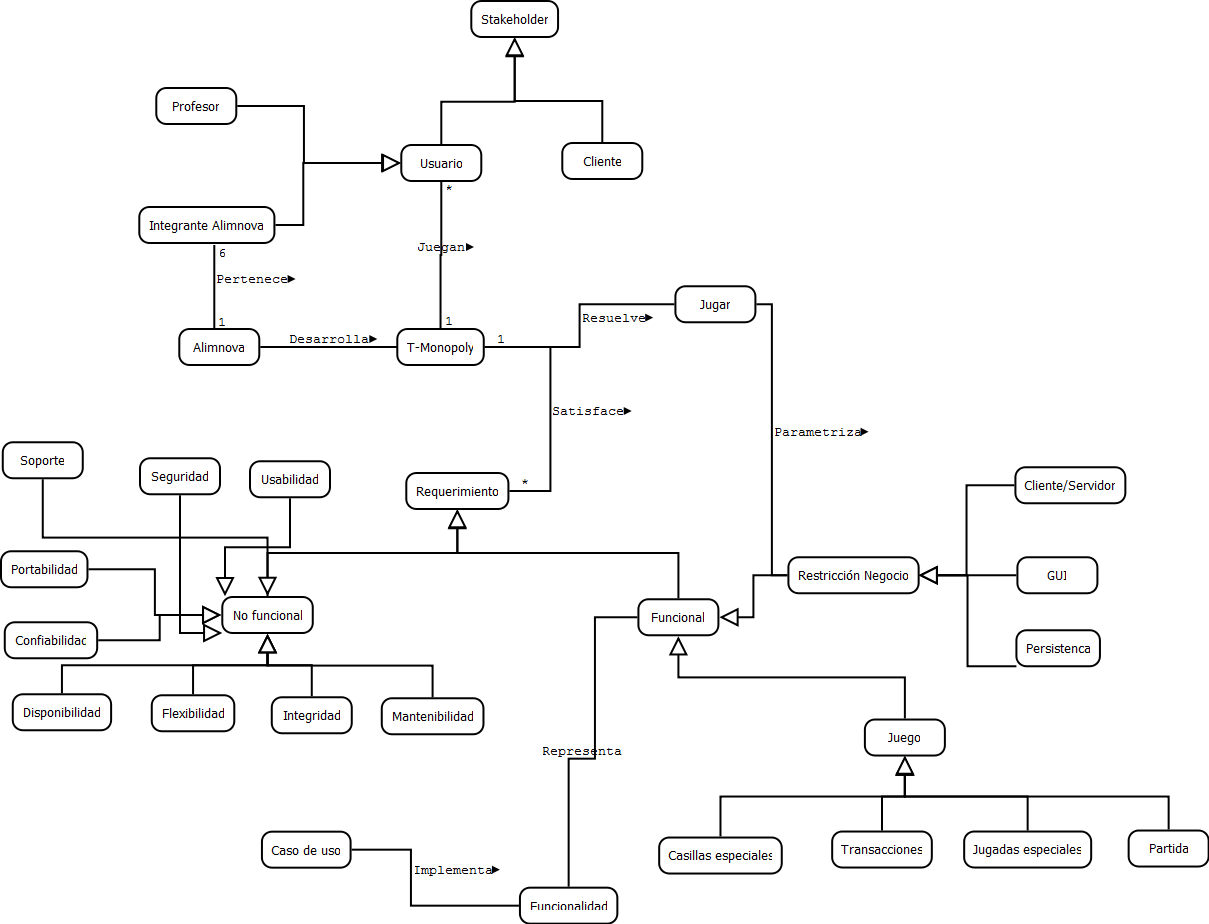 Stakeholder
Profesor
Usuario
Cliente
*
Integrante Alimnova
6
Juegan►
Pertenece►
Jugar
1
1
Resuelve►
Alimnova
Desarrolla►
T-Monopoly
1
Satisface►
Parametriza►
Soporte
Seguridad
Usabilidad
Requerimiento
*
Cliente/Servidor
Portabilidad
Restricción Negocio
GUI
No funcional
Funcional
Confiabilidac
Persistenca
Disponibilidad
Flexibilidad
Integridad
Mantenibilidad
Juego
Representa
Caso de uso
Casillas especiales
Transacciones
Jugadas especiales
Partida
Implementa►
Funcionalidad